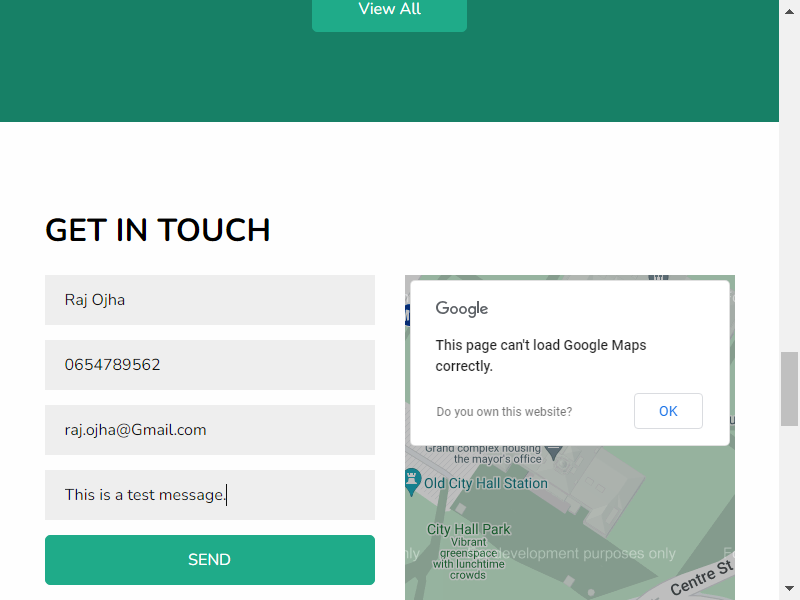 View All
GET IN TOUCH
Raj Ojha
0654789562
raj.ojha@Gmail.com
This is a test message.
SEND
Google
This page can't load Google Maps
correctly.
Do you own this website?
OK
Grand complex housing
the mayor's office
Old City Hall Station
City Hall Park
Vibrant
greenspace
with lunchtime
crowds
development purposes only
Centre St